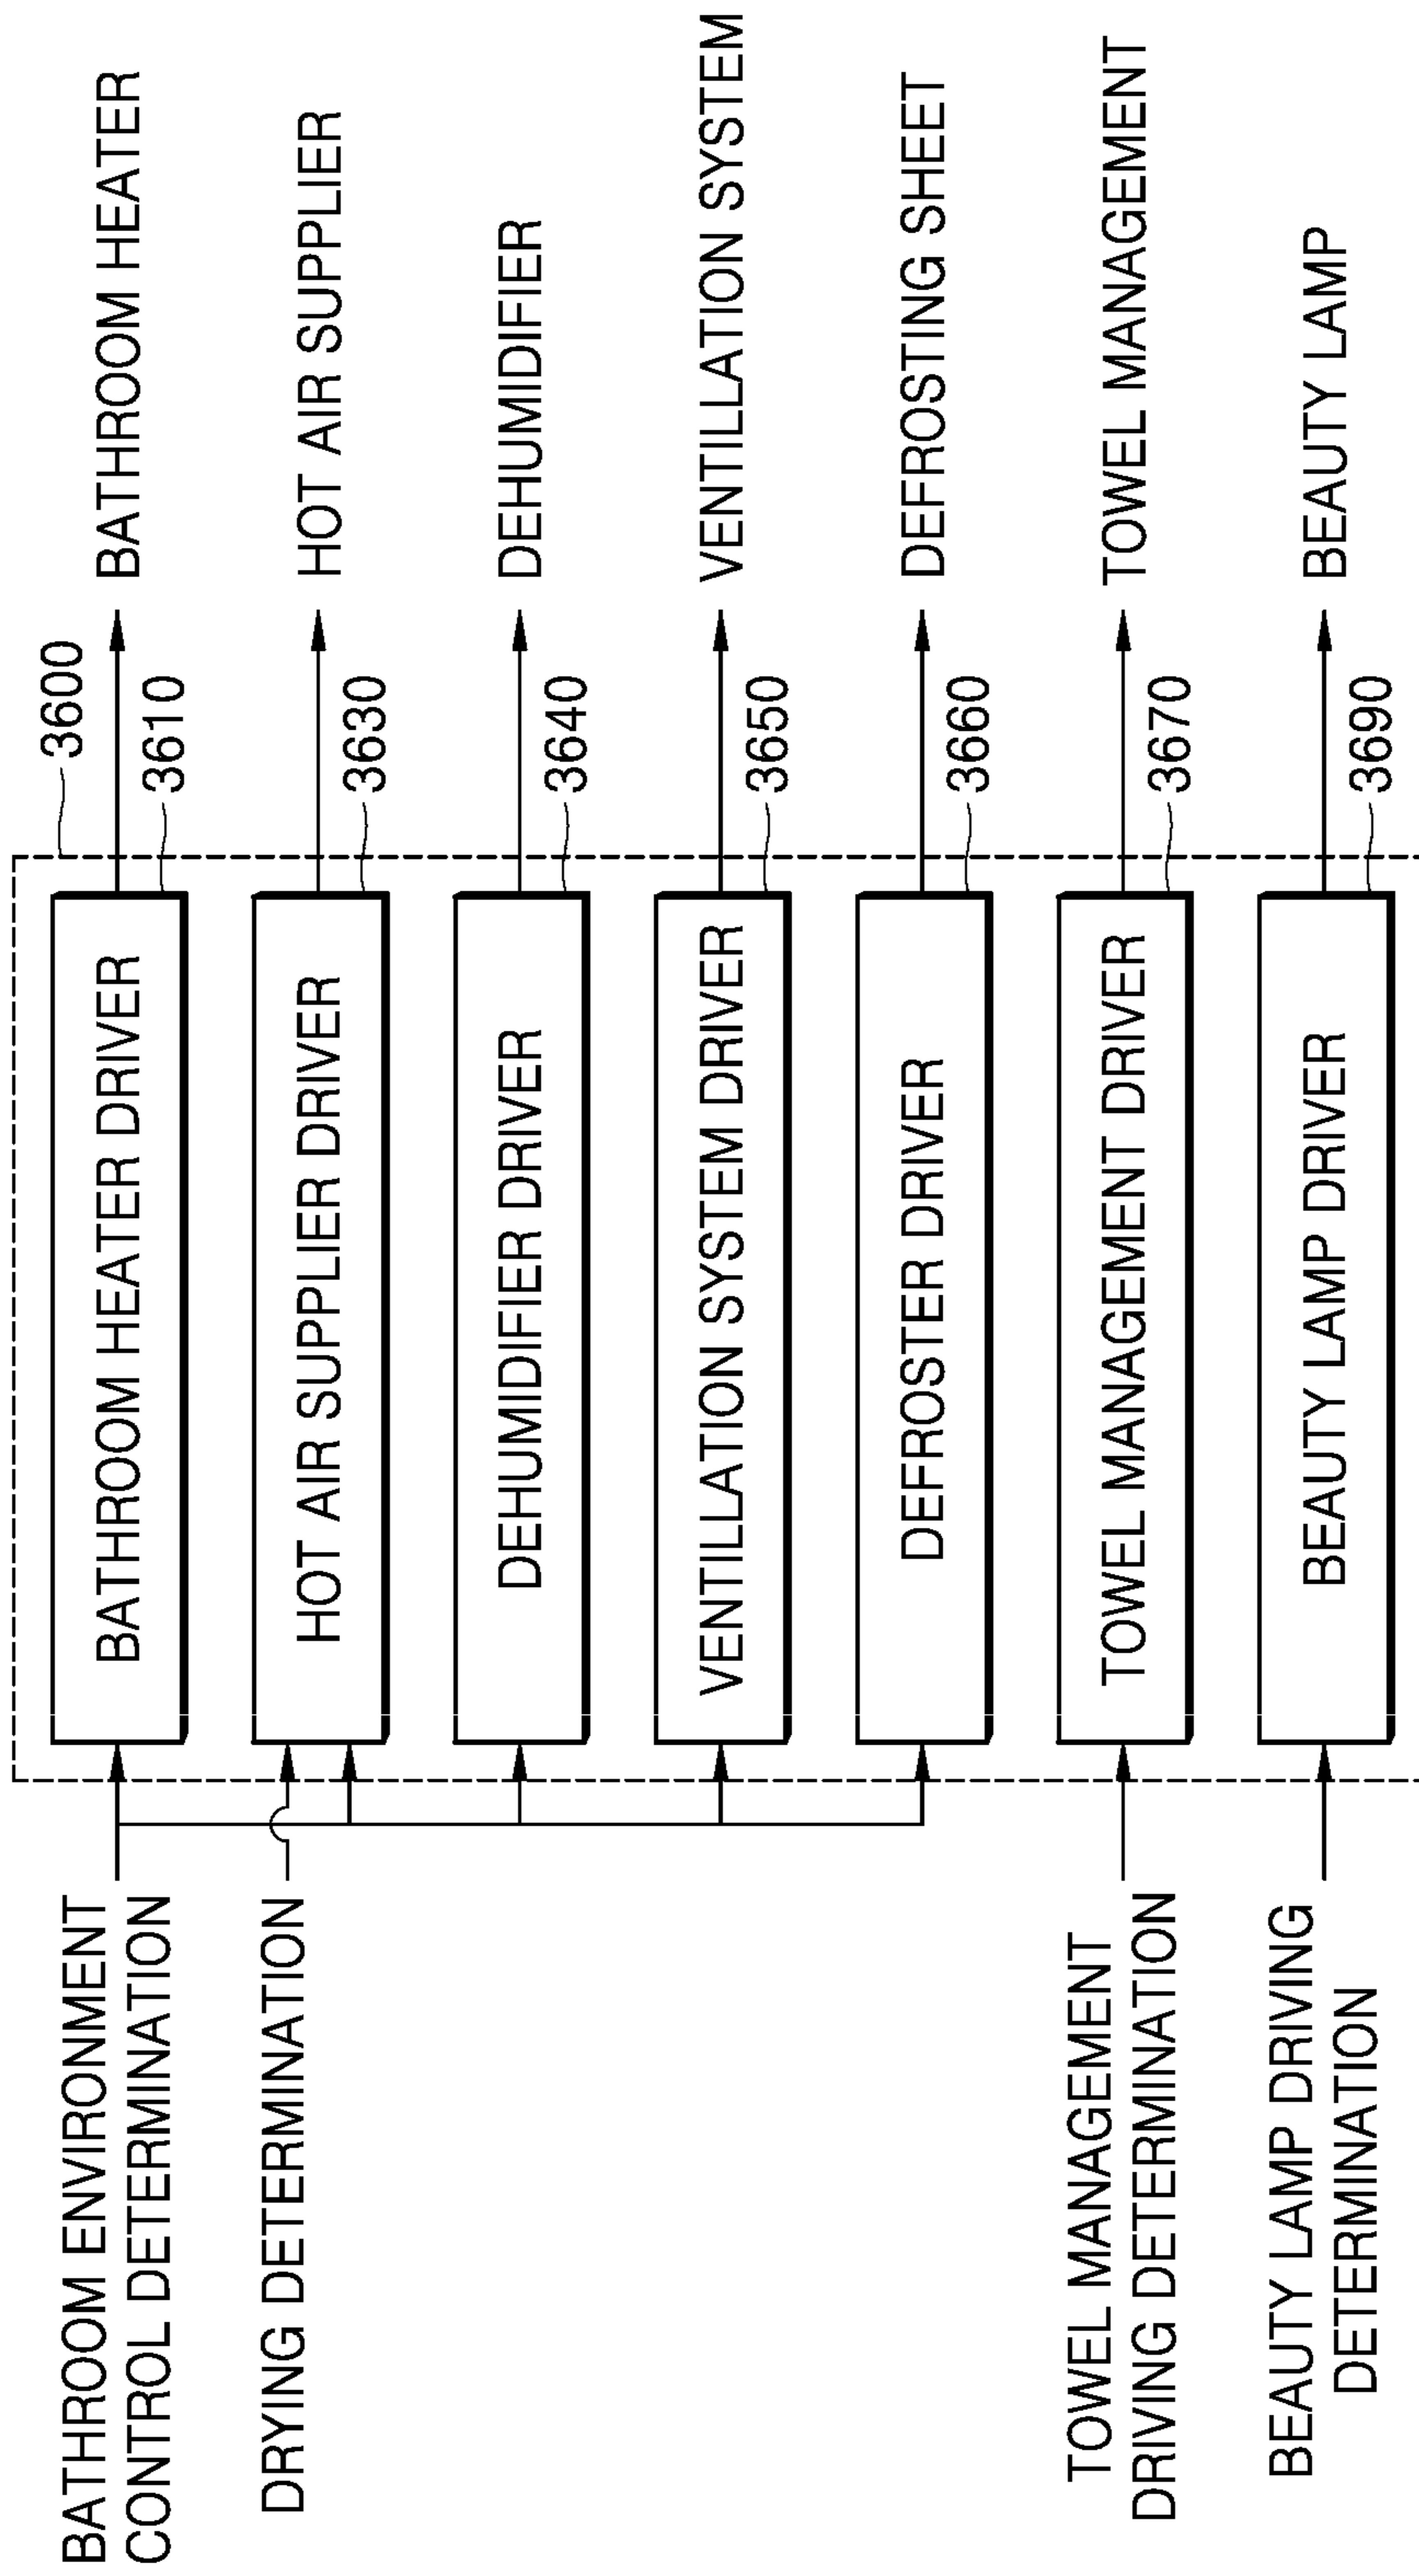 BATHROOM ENVIRONMENT
CONTROL DETERMINATION
BATHROOM HEATER DRIVER
3600
3610
BATHROOM HEATER
DRYING DETERMINATION
HOT AIR SUPPLIER DRIVER
3630
HOT AIR SUPPLIER
DEHUMIDIFIER DRIVER
3640
DEHUMIDIFIER
VENTILLATION SYSTEM DRIVER
3650
VENTILLATION SYSTEM
DEFROSTER DRIVER
3660
DEFROSTING SHEET
TOWEL MANAGEMENT
DRIVING DETERMINATION
TOWEL MANAGEMENT DRIVER
3670
TOWEL MANAGEMENT
BEAUTY LAMP DRIVING
DETERMINATION
BEAUTY LAMP DRIVER
3690
BEAUTY LAMP